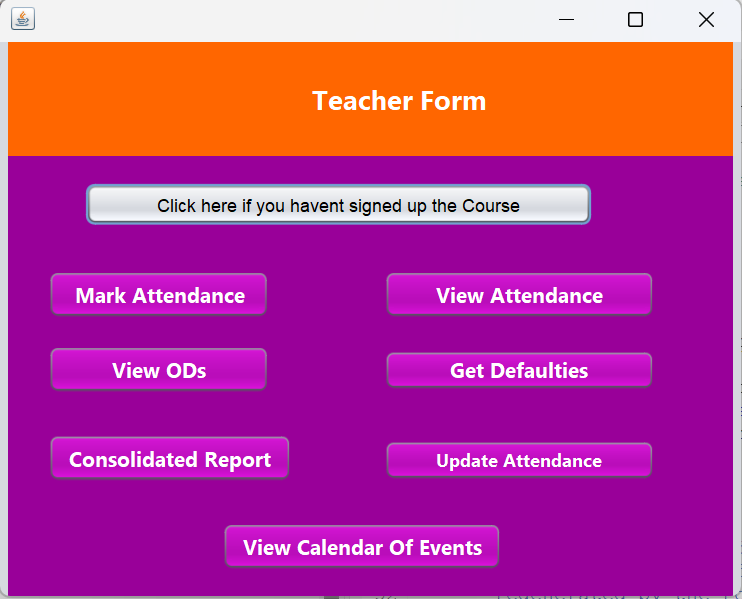 Teacher Form
Click here if you havent signed up the Course
Mark Attendance
View Attendance
View ODs
Get Defaulties
Consolidated Report
Update Attendance
View Calendar Of Events